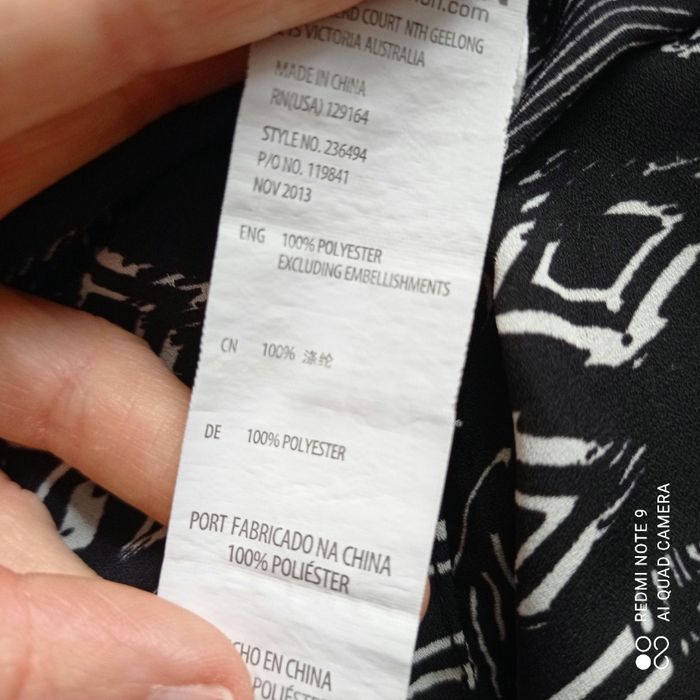 COURT NTH GEELONG
VICTORIA AUSTRALIA
MADE IN CHINA
RN(USA) 129164
STYLE NO. 236494
P/O NO. 119841
NOV 2013
ENG 100% POLYESTER
EXCLUDING EMBELLISHMENTS
CN 100% 涤纶
DE 100% POLYESTER
PORT FABRICADO NA CHINA
100% POLIÉSTER
EN CHINA
POLIÉSTER
REDMI NOTE 9
AI QUAD CAMERA